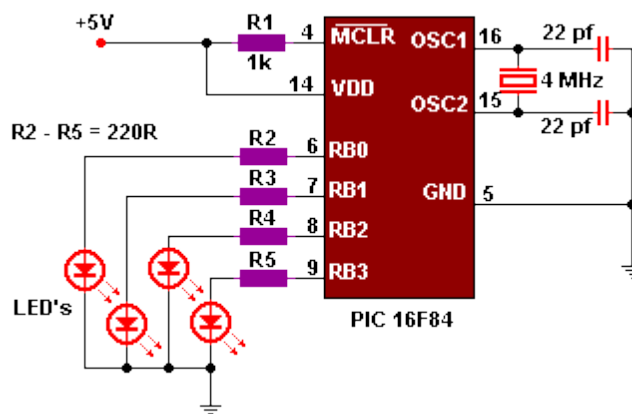 +5V
R1
1k
4
MCLR
OSC1
16
22 pf
4 MHz
14
VDD
OSC2
15
22 pf
R2 - R5 = 220R
R2
6
RB0
R3
7
RB1
GND
5
R4
8
RB2
R5
9
RB3
LED's
PIC 16F84